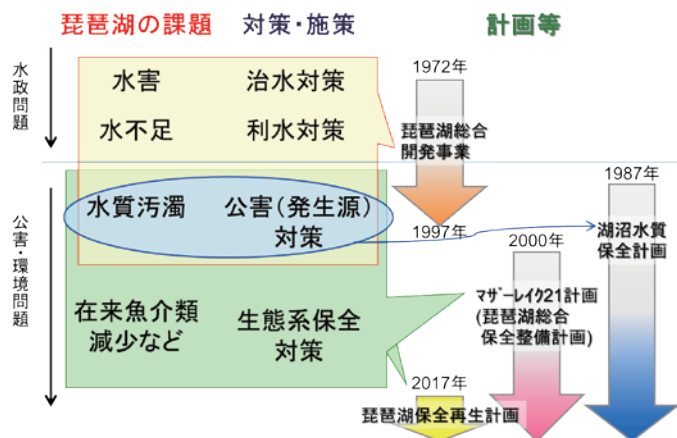 琵琶湖の課題
対策・施策
計画等
水政問題
水害
治水対策
水不足
利水対策
1972年
琵琶湖総合
開発事業
1997年
公害・環境問題
水質汚濁
公害(発生源)
対策
1987年
湖沼水質
保全計画
2000年
マザーレイク21計画
(琵琶湖総合
保全整備計画)
在来魚介類
減少など
生態系保全
対策
2017年
琵琶湖保全再生計画